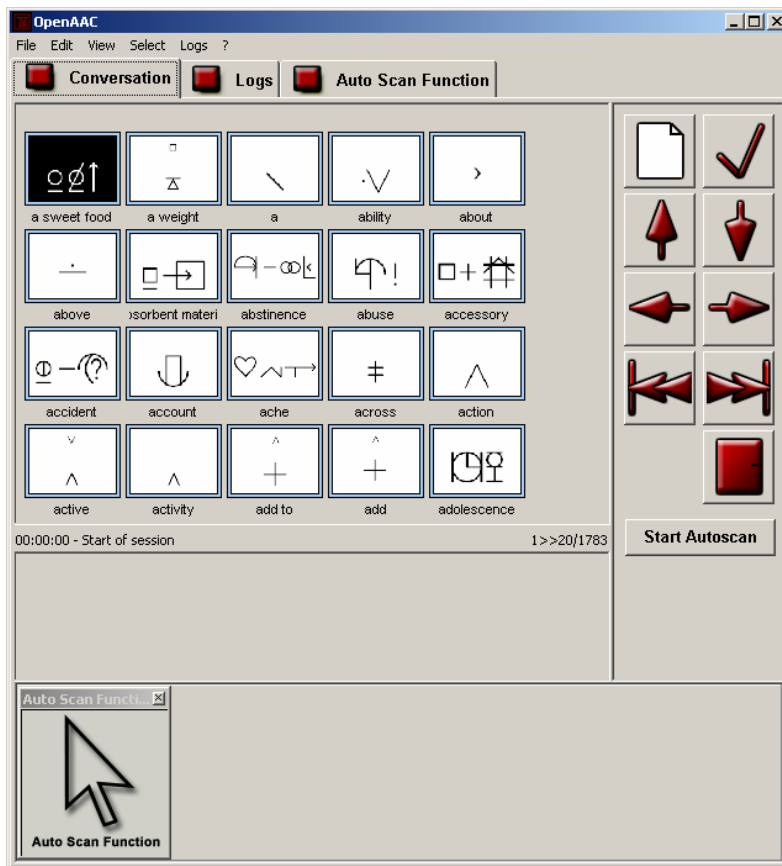 OpenAAC
File Edit View Select Logs ?
Conversation Logs Auto Scan Function
a sweet food a weight a ability about
above sorbent materi abstinence abuse accessory
accident account ache across action
active activity add to add adolescence
00:00:00 - Start of session 1>>20/1783
Start Autoscan
Auto Scan Functi...
Auto Scan Function